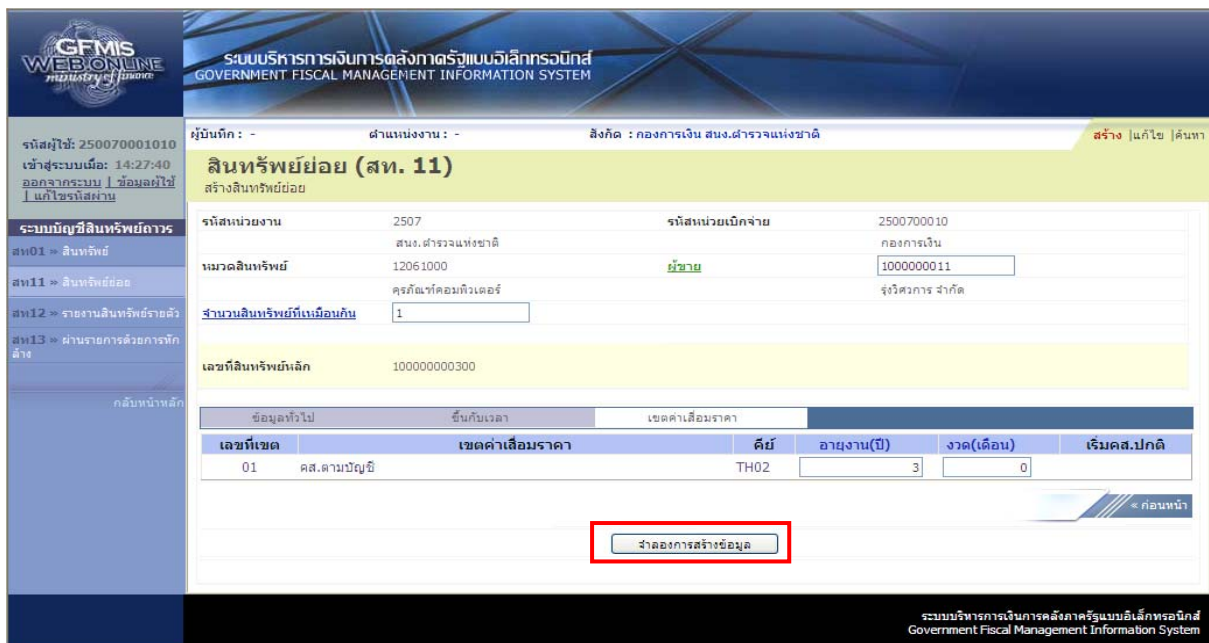 GFMIS
WEB ONLINE
ministry of finance
ระบบบริหารการเงินการคลังภาครัฐแบบอิเล็กทรอนิกส์
GOVERNMENT FISCAL MANAGEMENT INFORMATION SYSTEM
รหัสผู้ใช้: 250070001010
เข้าสู่ระบบเมื่อ: 14:27:40
ออกจากระบบ | ข้อมูลผู้ใช้
| แก้ไขรหัสผ่าน
ระบบบัญชีสินทรัพย์ถาวร
สท01 » สินทรัพย์
สท11 » สินทรัพย์ย่อย
สท12 » รายงานสินทรัพย์รายตัว
สท13 » ผ่านรายการด้วยการหัก
ล้าง
กลับหน้าหลัก
ผู้บันทึก : - ตำแหน่งงาน : - สังกัด : กองการเงิน สนง.ตำรวจแห่งชาติ สร้าง |แก้ไข |ค้นหา
สินทรัพย์ย่อย (สท. 11)
สร้างสินทรัพย์ย่อย
รหัสหน่วยงาน 2507 รหัสหน่วยเบิกจ่าย 2500700010
สนง.ตำรวจแห่งชาติ กองการเงิน
หมวดสินทรัพย์ 12061000 ผู้ขาย 1000000011
ครุภัณฑ์คอมพิวเตอร์ รุ่งวิศวการ จำกัด
จำนวนสินทรัพย์ที่เหมือนกัน 1
เลขที่สินทรัพย์หลัก 100000000300
ข้อมูลทั่วไป ขึ้นกับเวลา เขตค่าเสื่อมราคา
เลขที่เขต เขตค่าเสื่อมราคา คีย์ อายุงาน(ปี) งวด(เดือน) เริ่มคส.ปกติ
01 คส.ตามบัญชี TH02 3 0
« ก่อนหน้า
จำลองการสร้างข้อมูล
ระบบบริหารการเงินการคลังภาครัฐแบบอิเล็กทรอนิกส์
Government Fiscal Management Information System